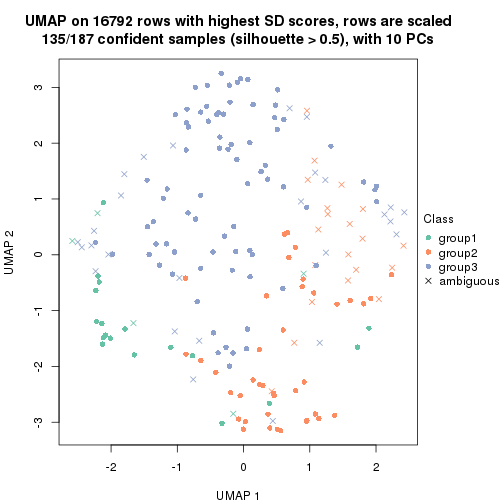 UMAP on 16792 rows with highest SD scores, rows are scaled
135/187 confident samples (silhouette > 0.5), with 10 PCs
3
2
1
0
-1
-2
-3
UMAP 2
-2
-1
0
1
2
UMAP 1
Class
group1
group2
group3
ambiguous